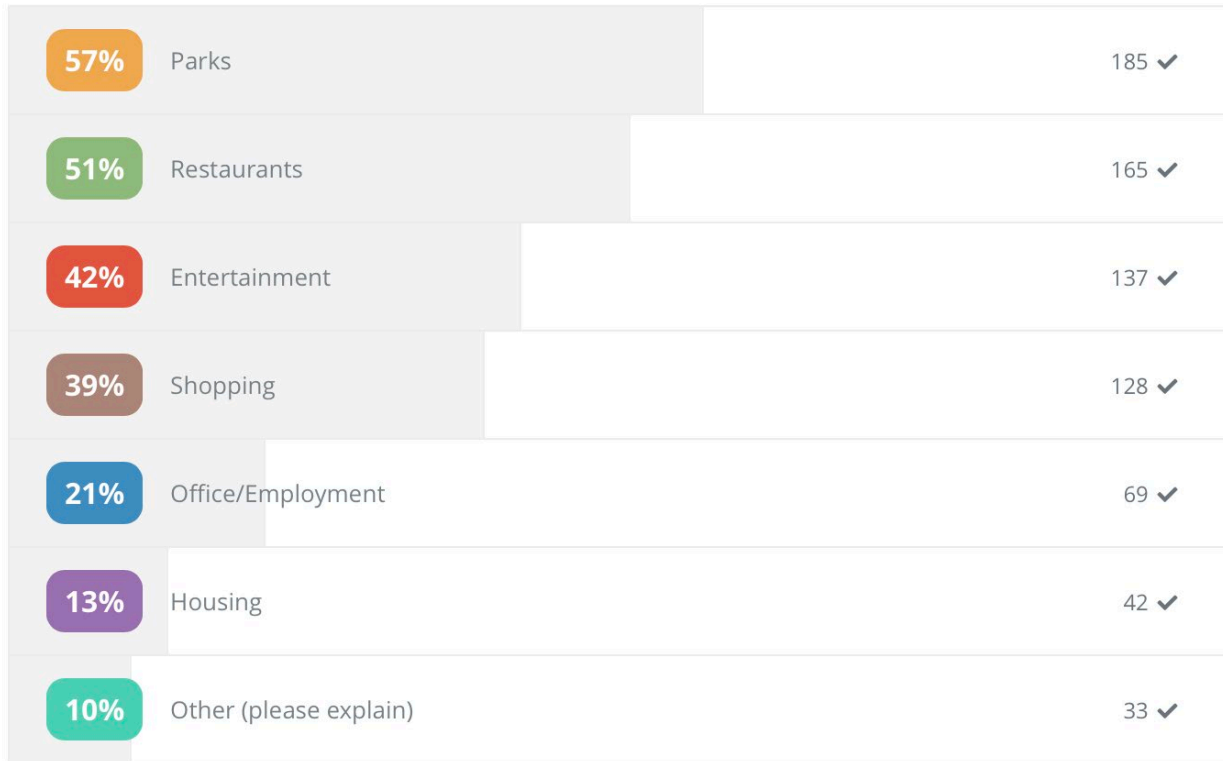 57% Parks 185 ✔
51% Restaurants 165 ✔
42% Entertainment 137 ✔
39% Shopping 128 ✔
21% Office/Employment 69 ✔
13% Housing 42 ✔
10% Other (please explain) 33 ✔